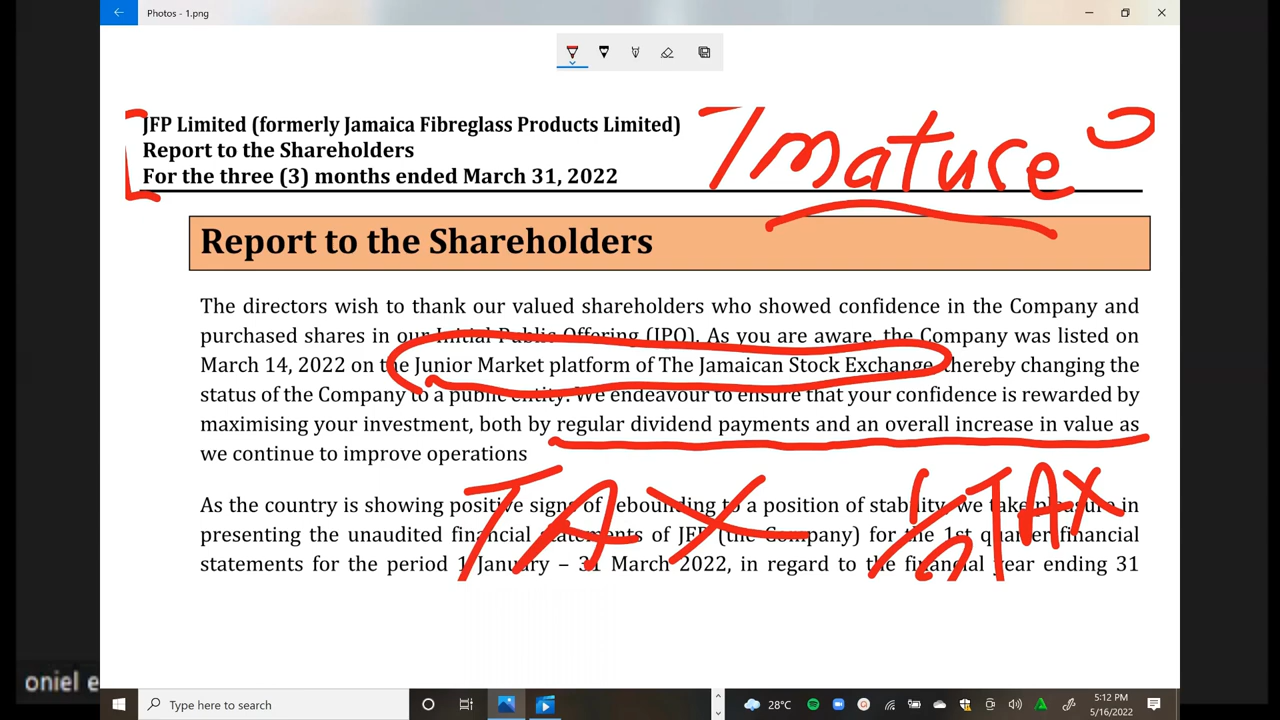 Photos - 1.png
JFP Limited (formerly Jamaica Fibreglass Products Limited)
Report to the Shareholders
For the three (3) months ended March 31, 2022
Imature
Report to the Shareholders
The directors wish to thank our valued shareholders who showed confidence in the Company and
purchased shares in our Initial Public Offering (IPO). As you are aware, the Company was listed on
March 14, 2022 on the Junior Market platform of The Jamaican Stock Exchange, thereby changing the
status of the Company to a public entity. We endeavour to ensure that your confidence is rewarded by
maximising your investment, both by regular dividend payments and an overall increase in value as
we continue to improve operations
TAX
1/2 TAX
As the country is showing positive signs of rebounding to a position of stability, we take pleasure in
presenting the unaudited financial statements of JFP (the Company) for the 1st quarter financial
statements for the period 1 January – 31 March 2022, in regard to the financial year ending 31
oniel e
Type here to search
28°C
5:12 PM
5/16/2022